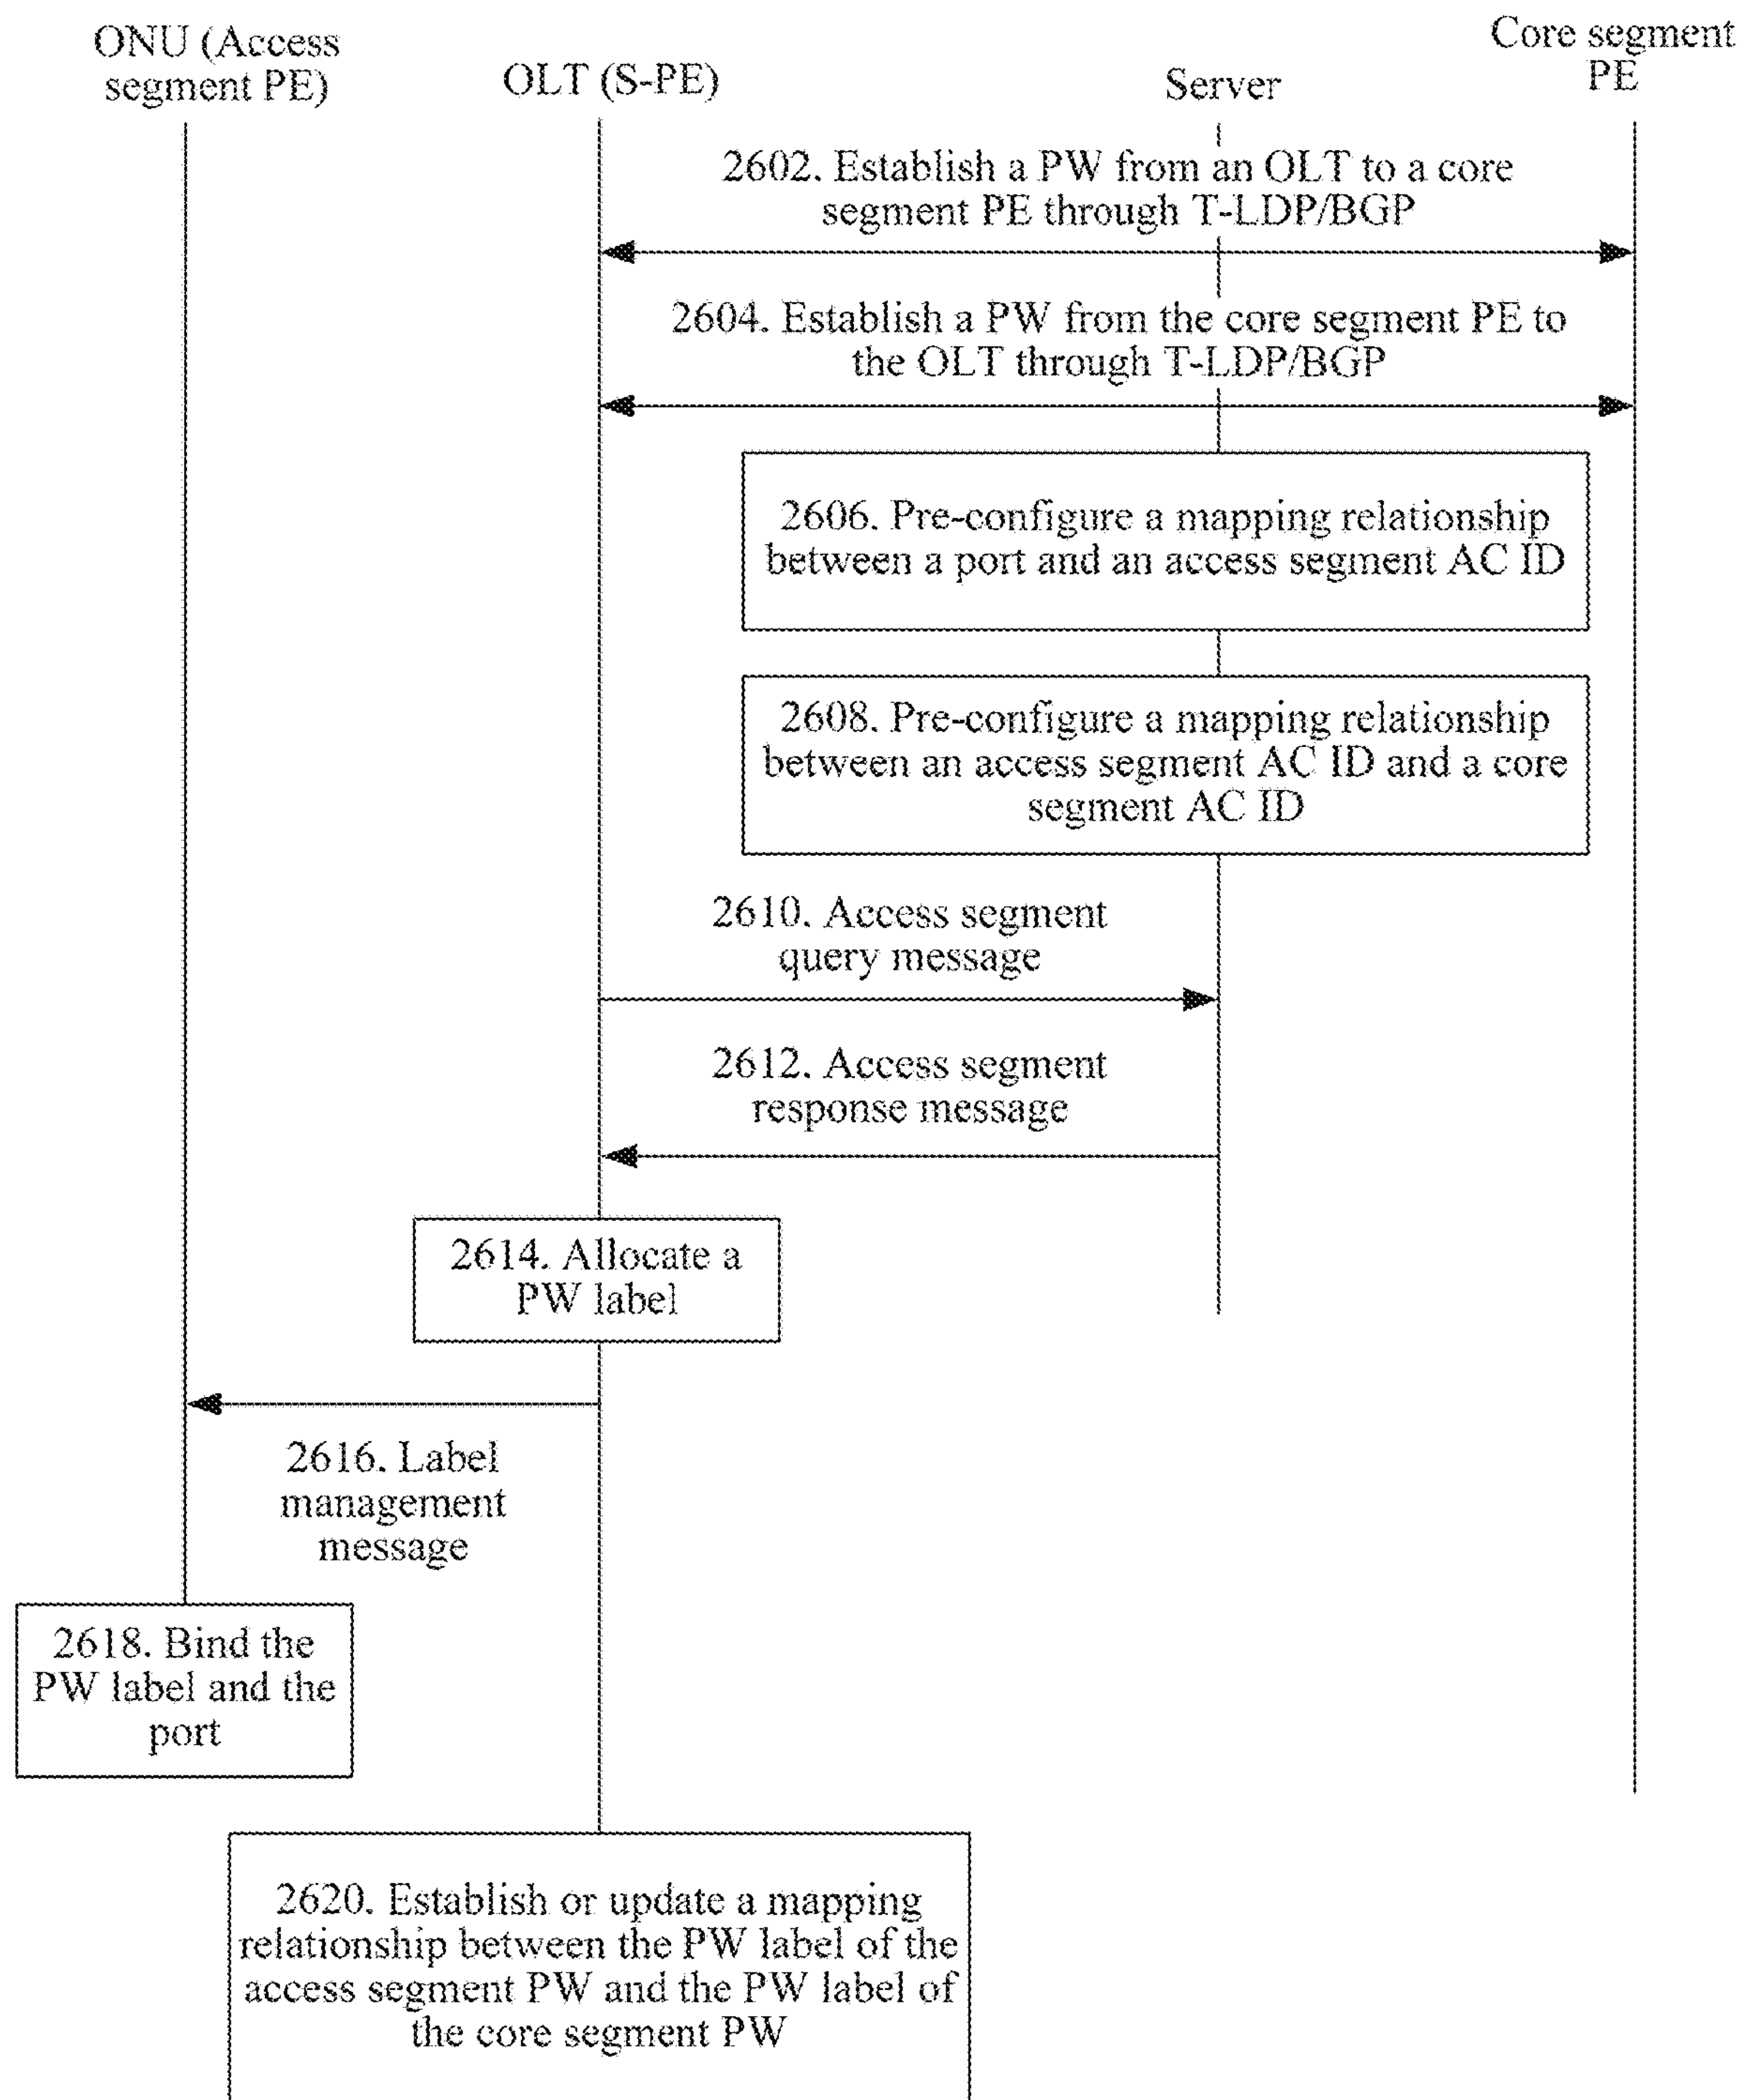 ONU (Access
segment PE)
OLT (S-PE)
Server
Core segment
PE
2602. Establish a PW from an OLT to a core
segment PE through T-LDP/BGP
2604. Establish a PW from the core segment PE to
the OLT through T-LDP/BGP
2606. Pre-configure a mapping relationship
between a port and an access segment AC ID
2608. Pre-configure a mapping relationship
between an access segment AC ID and a core
segment AC ID
2610. Access segment
query message
2612. Access segment
response message
2614. Allocate a
PW label
2616. Label
management
message
2618. Bind the
PW label and the
port
2620. Establish or update a mapping
relationship between the PW label of the
access segment PW and the PW label of
the core segment PW